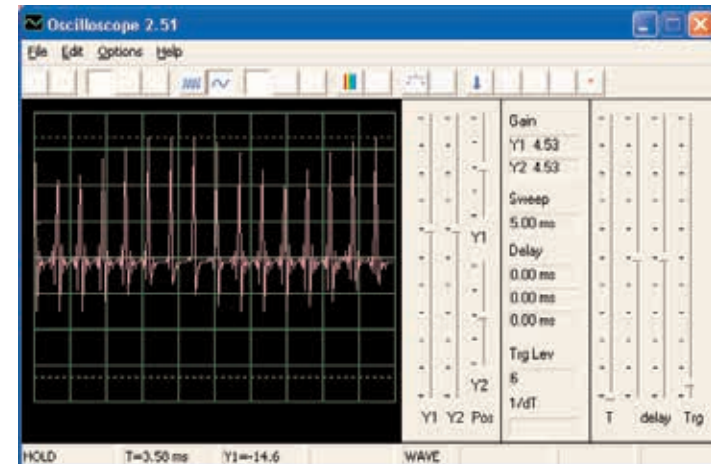 Oscilloscope 2.51
File Edit Options Help
Gain
Y1 4.53
Y2 4.53
Sweep
5.00 ms
Y1
Delay
0.00 ms
0.00 ms
0.00 ms
Trg Lev
6
Y2
1/dT
Y1 Y2 Pos
T delay Trg
HOLD T=3.50 ms Y1=-14.6 WAVE